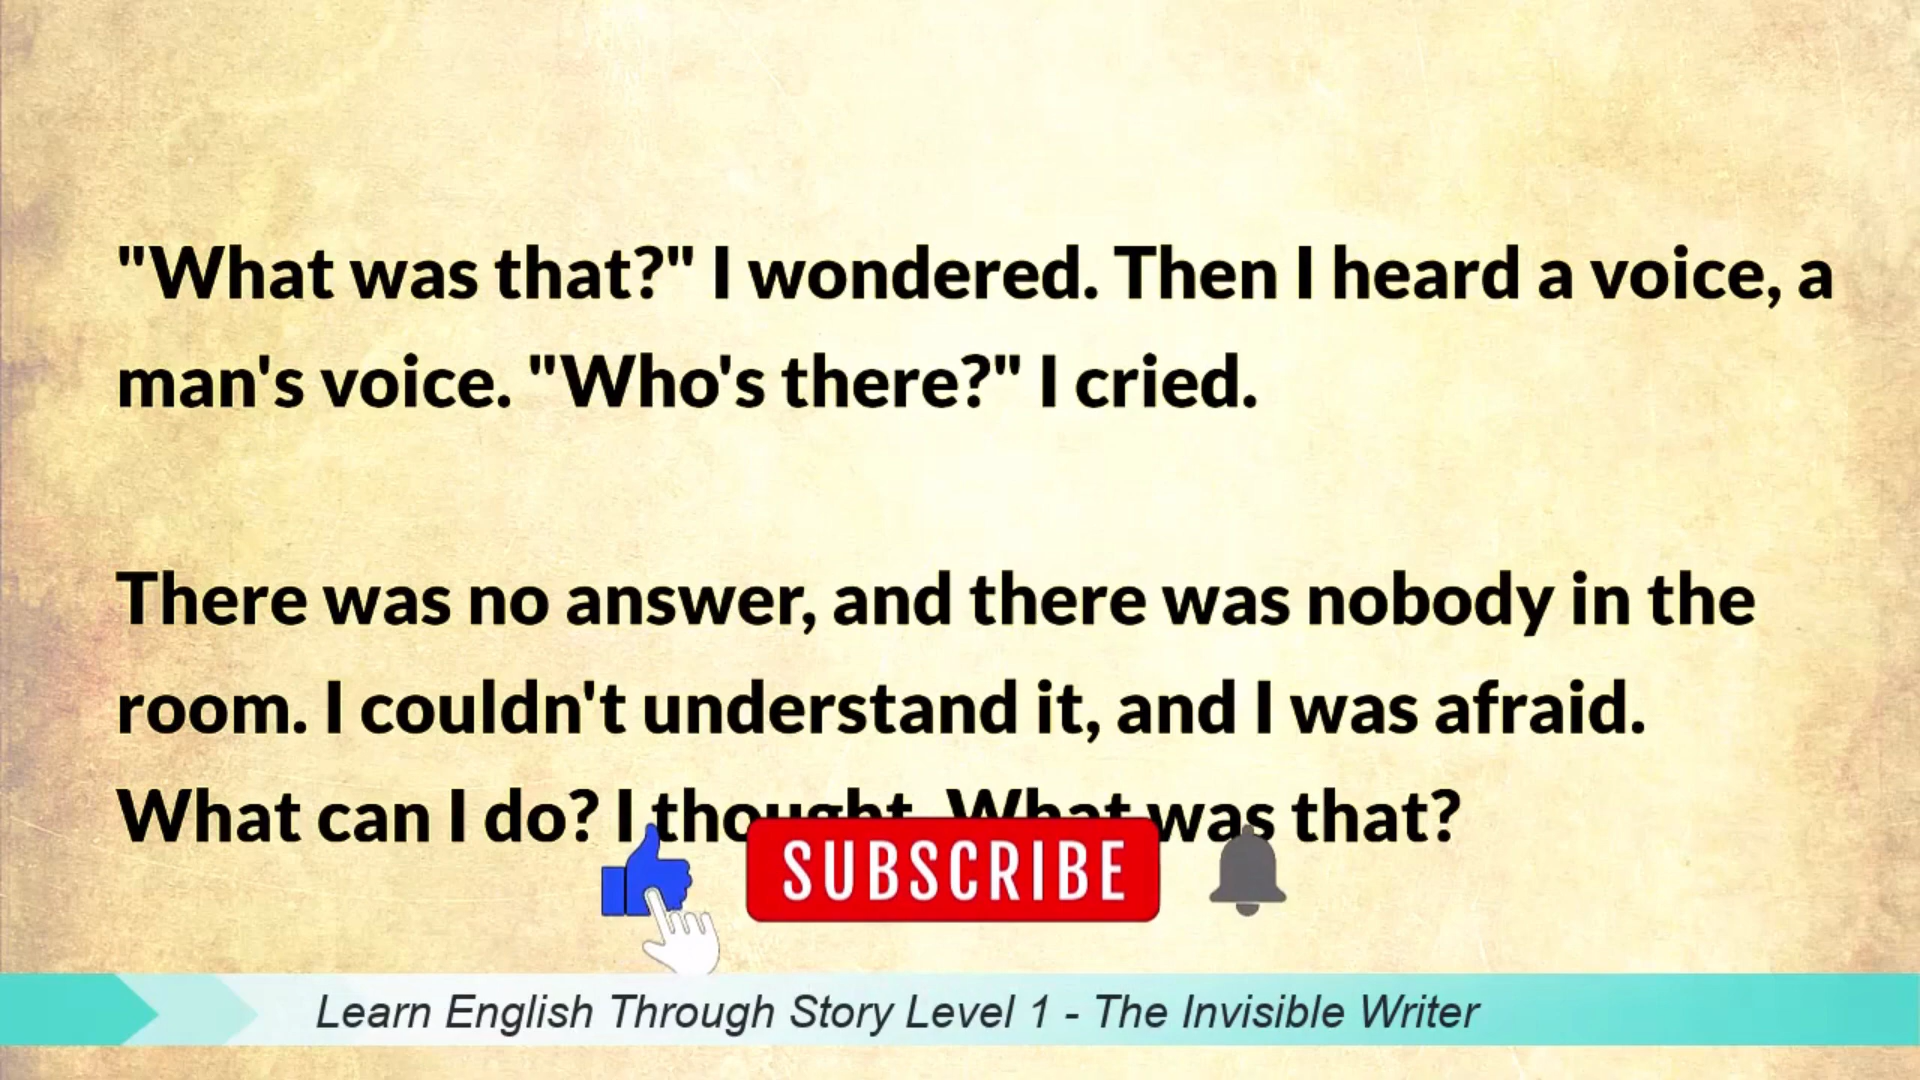 "What was that?" I wondered. Then I heard a voice, a
man's voice. "Who's there?" I cried.
There was no answer, and there was nobody in the
room. I couldn't understand it, and I was afraid.
What can I do? I thought. What was that?
SUBSCRIBE
Learn English Through Story Level 1 - The Invisible Writer